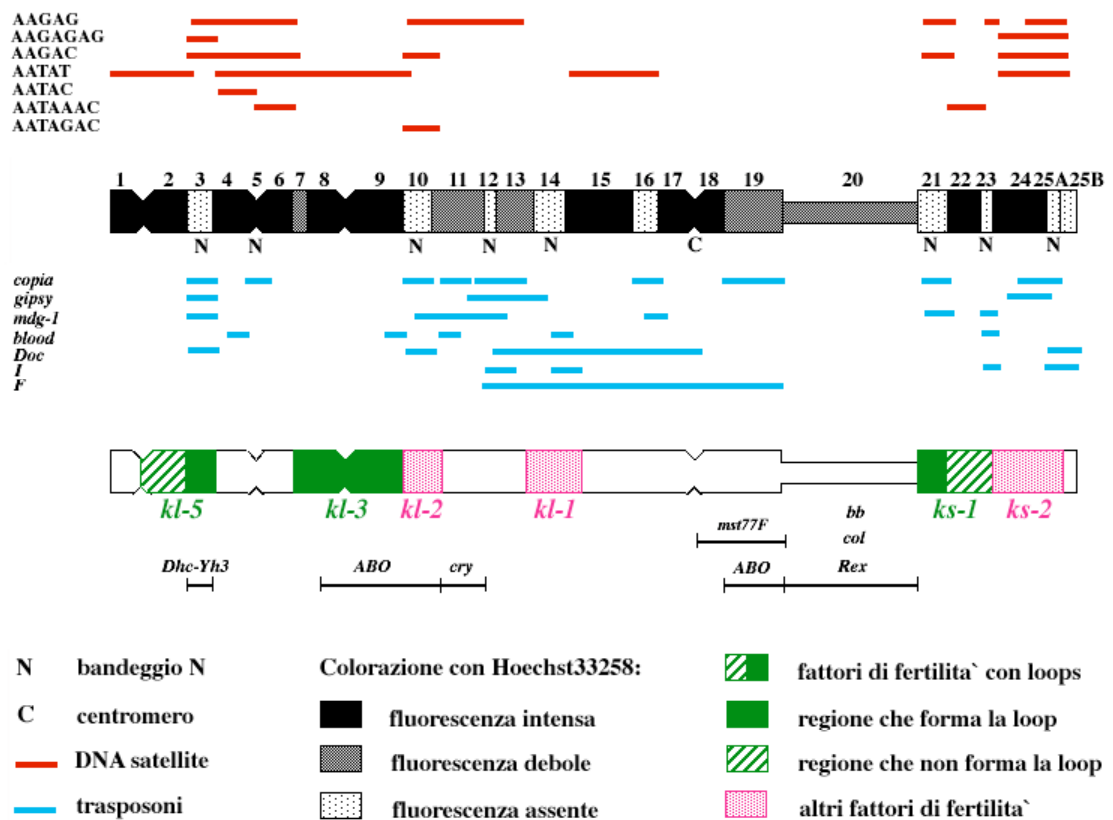 AAGAG
AAGAGAG
AAGAC
AATAT
AATAC
AATAAAC
AATAGAC
1 2 3 4 5 6 7 8 9 10 11 12 13 14 15 16 17 18 19 20 21 22 23 24 25A 25B
N N N N N C N N N
copia
gipsy
mdg-1
blood
Doc
I
F
kl-5 kl-3 kl-2 kl-1 ks-1 ks-2
mst77F bb
col
Dhc-Yh3 ABO cry ABO Rex
N bandeggio N
C centromero
DNA satellite
trasposoni
Colorazione con Hoechst33258:
fluorescenza intensa
fluorescenza debole
fluorescenza assente
fattori di fertilita` con loops
regione che forma la loop
regione che non forma la loop
altri fattori di fertilita`